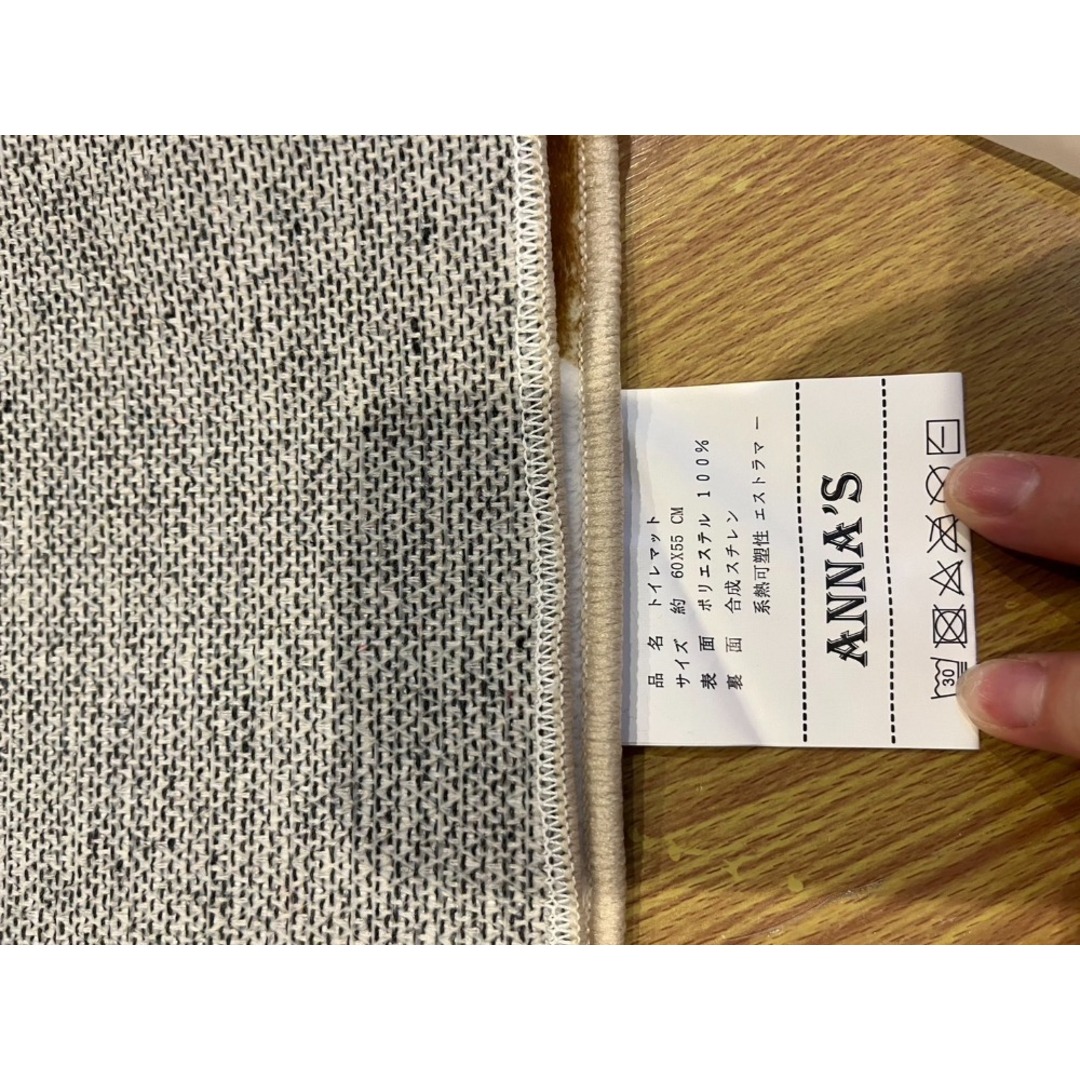 品 名 トイレマット
サイズ 約 60X55 CM
表 面 ポリエステル 100%
裏 面 合成 スチレン
系熱可塑性 エストラマー
ANNA'S
30